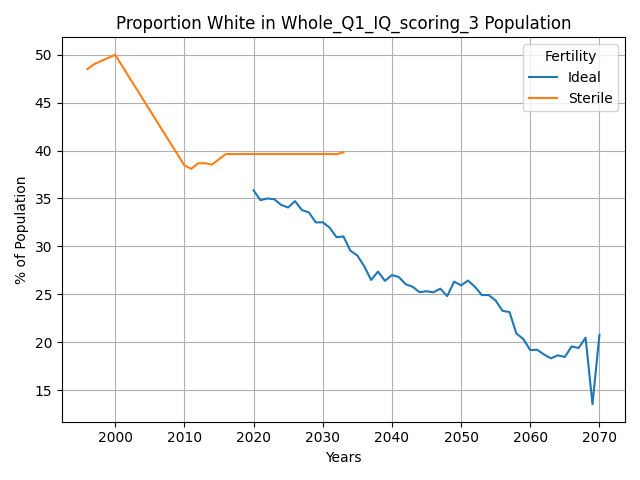 Proportion White in Whole_Q1_IQ_scoring_3 Population
% of Population
50
45
40
35
30
25
20
15
Fertility
Ideal
Sterile
2000 2010 2020 2030 2040 2050 2060 2070
Years